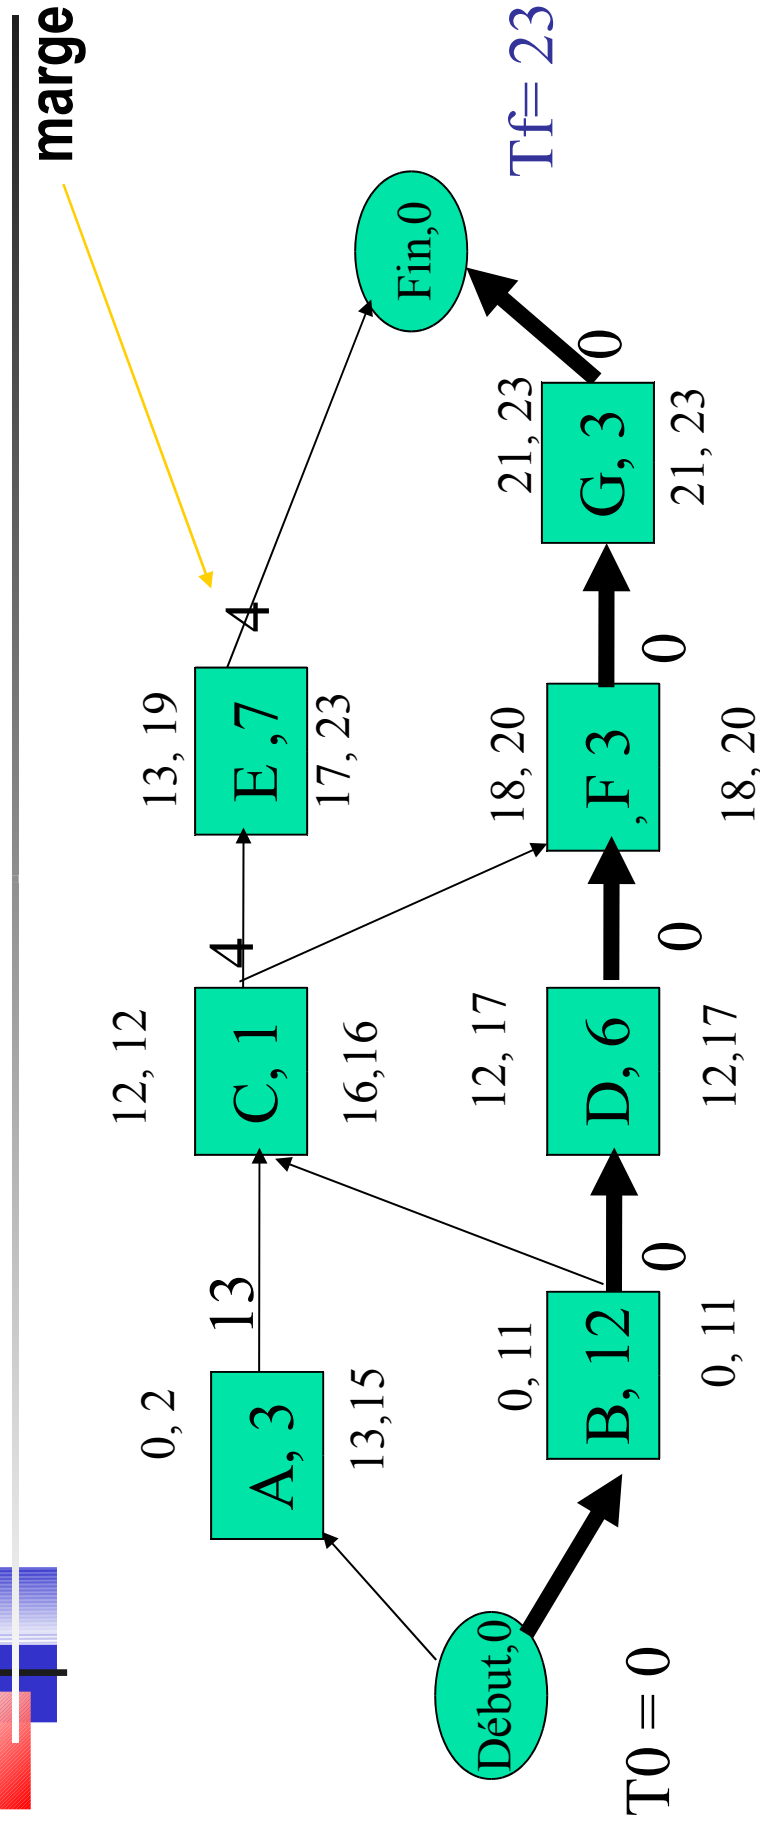 marge
0, 2
A, 3
13,15
13
12, 12
C, 1
16,16
4
13, 19
E ,7
17, 23
4
Début,0
T0 = 0
0, 11
B, 12
0, 11
0
12, 17
D, 6
12,17
0
18, 20
, F 3
18, 20
0
21, 23
G, 3
21, 23
0
Fin,0
Tf= 23